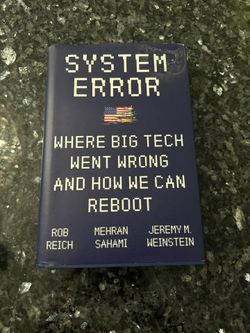 SYSTEM
ERROR
WHERE BIG TECH
WENT WRONG
AND HOW WE CAN
REBOOT
ROB MEHRAN JEREMY M.
REICH SAHAMI WEINSTEIN